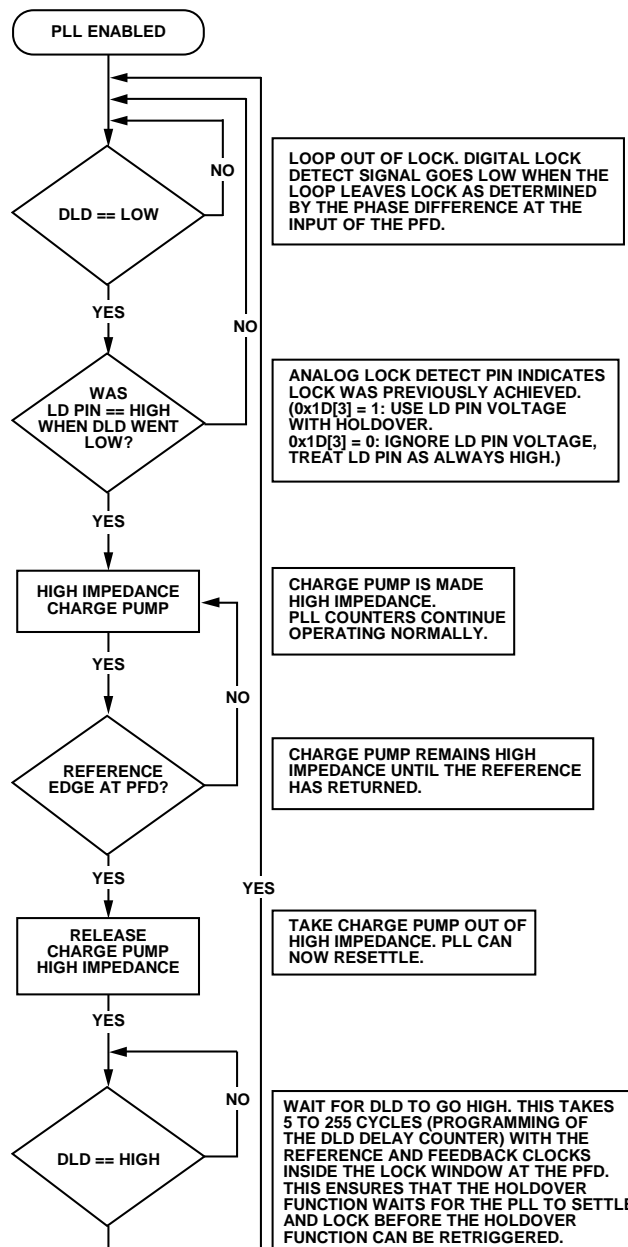 PLL ENABLED
NO
DLD == LOW
LOOP OUT OF LOCK. DIGITAL LOCK
DETECT SIGNAL GOES LOW WHEN THE
LOOP LEAVES LOCK AS DETERMINED
BY THE PHASE DIFFERENCE AT THE
INPUT OF THE PFD.
YES
NO
WAS
LD PIN == HIGH
WHEN DLD WENT
LOW?
ANALOG LOCK DETECT PIN INDICATES
LOCK WAS PREVIOUSLY ACHIEVED.
(0x1D[3] = 1: USE LD PIN VOLTAGE
WITH HOLDOVER.
0x1D[3] = 0: IGNORE LD PIN VOLTAGE,
TREAT LD PIN AS ALWAYS HIGH.)
YES
HIGH IMPEDANCE
CHARGE PUMP
CHARGE PUMP IS MADE
HIGH IMPEDANCE.
PLL COUNTERS CONTINUE
OPERATING NORMALLY.
YES
NO
REFERENCE
EDGE AT PFD?
CHARGE PUMP REMAINS HIGH
IMPEDANCE UNTIL THE REFERENCE
HAS RETURNED.
YES
YES
RELEASE
CHARGE PUMP
HIGH IMPEDANCE
TAKE CHARGE PUMP OUT OF
HIGH IMPEDANCE. PLL CAN
NOW RESETTLE.
YES
NO
DLD == HIGH
WAIT FOR DLD TO GO HIGH. THIS TAKES
5 TO 255 CYCLES (PROGRAMMING OF
THE DLD DELAY COUNTER) WITH THE
REFERENCE AND FEEDBACK CLOCKS
INSIDE THE LOCK WINDOW AT THE PFD.
THIS ENSURES THAT THE HOLDOVER
FUNCTION WAITS FOR THE PLL TO SETTLE
AND LOCK BEFORE THE HOLDOVER
FUNCTION CAN BE RETRIGGERED.